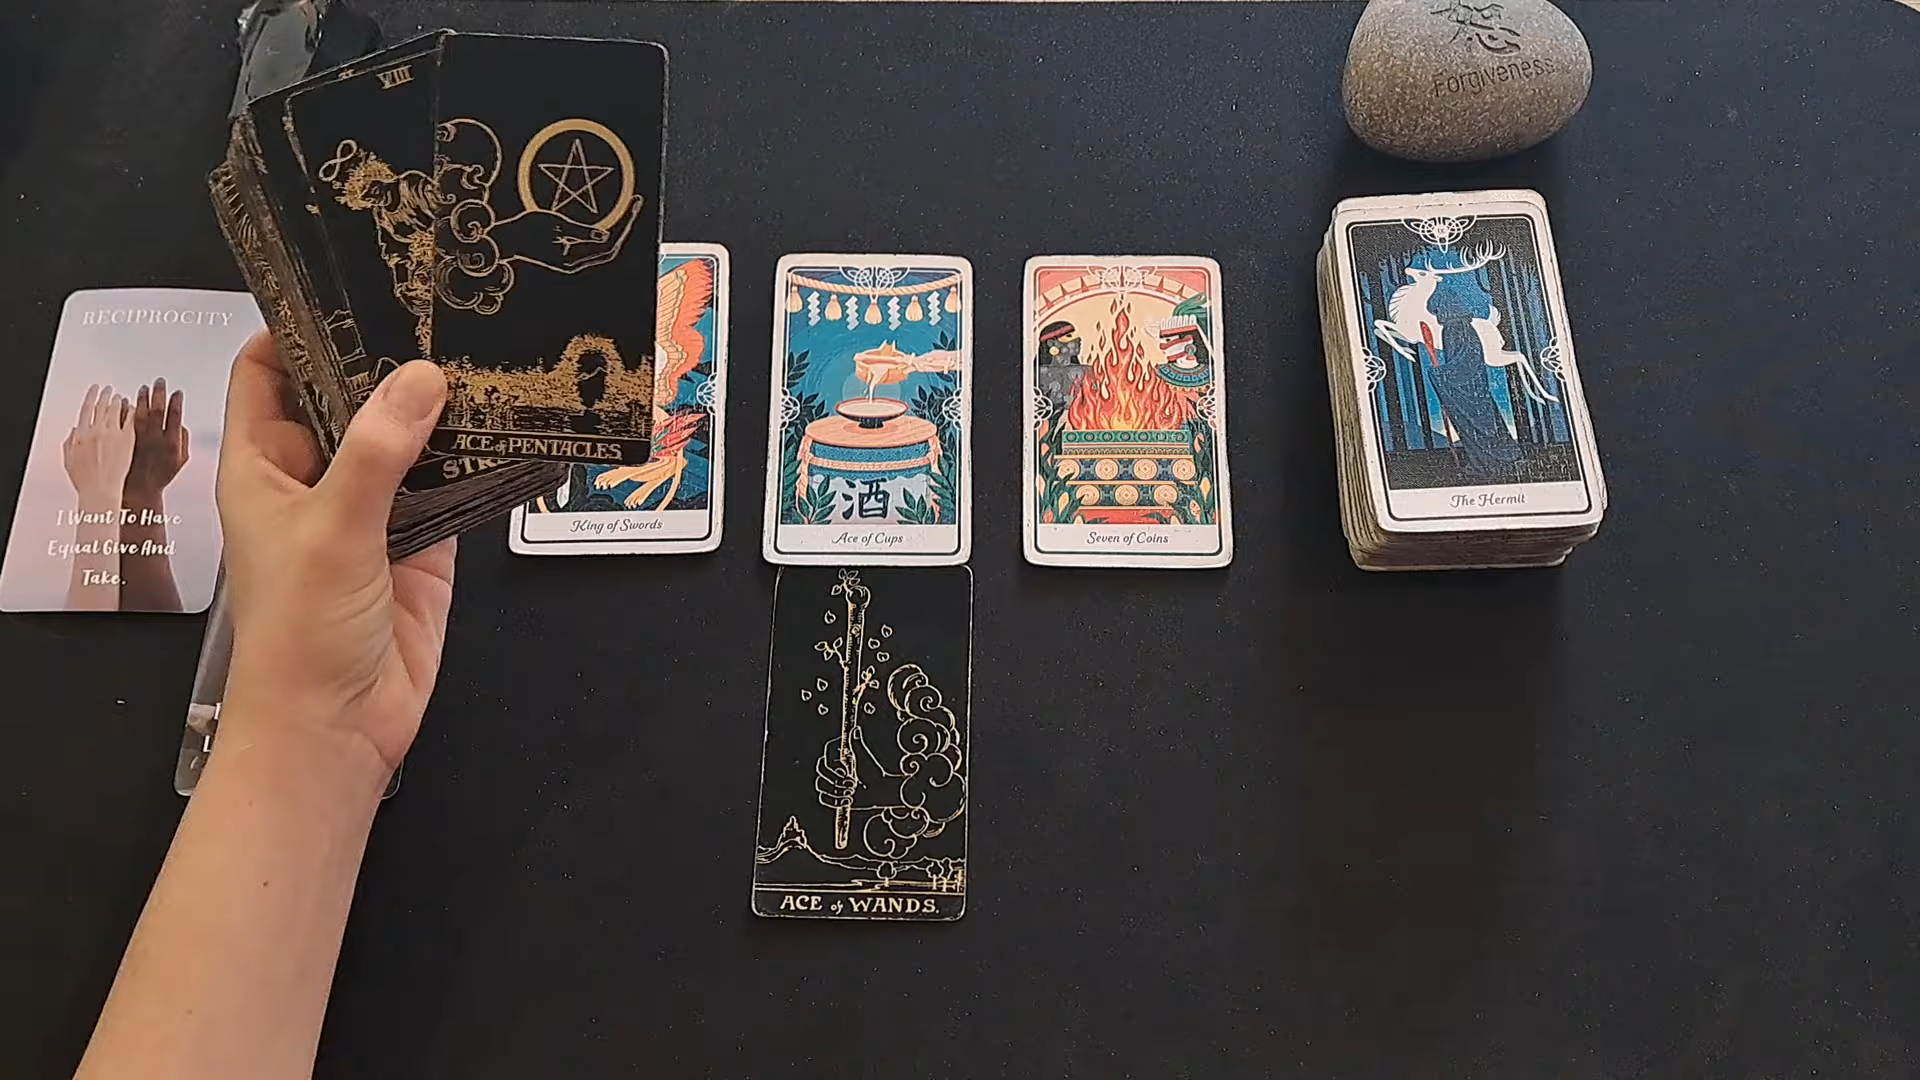 VIII
ACE of PENTACLES.
RECIPROCITY
I Want To Have
Equal Give And
Take.
King of Swords
Ace of Cups
酒
Seven of Coins
Forgiveness
The Hermit
ACE of WANDS.